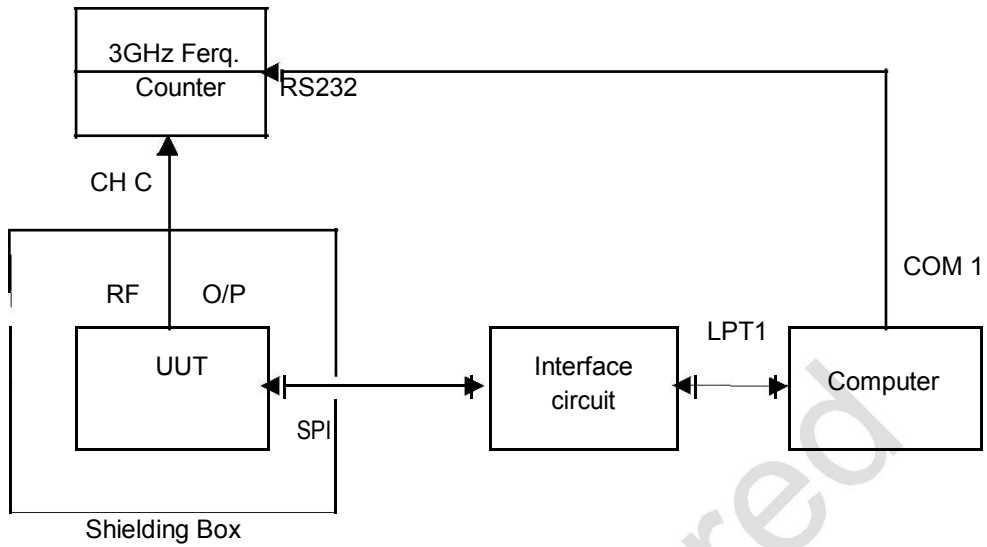 3GHz Ferq.
Counter
RS232
CH C
COM 1
RF O/P
LPT1
UUT
Interface
circuit
Computer
SPI
Shielding Box